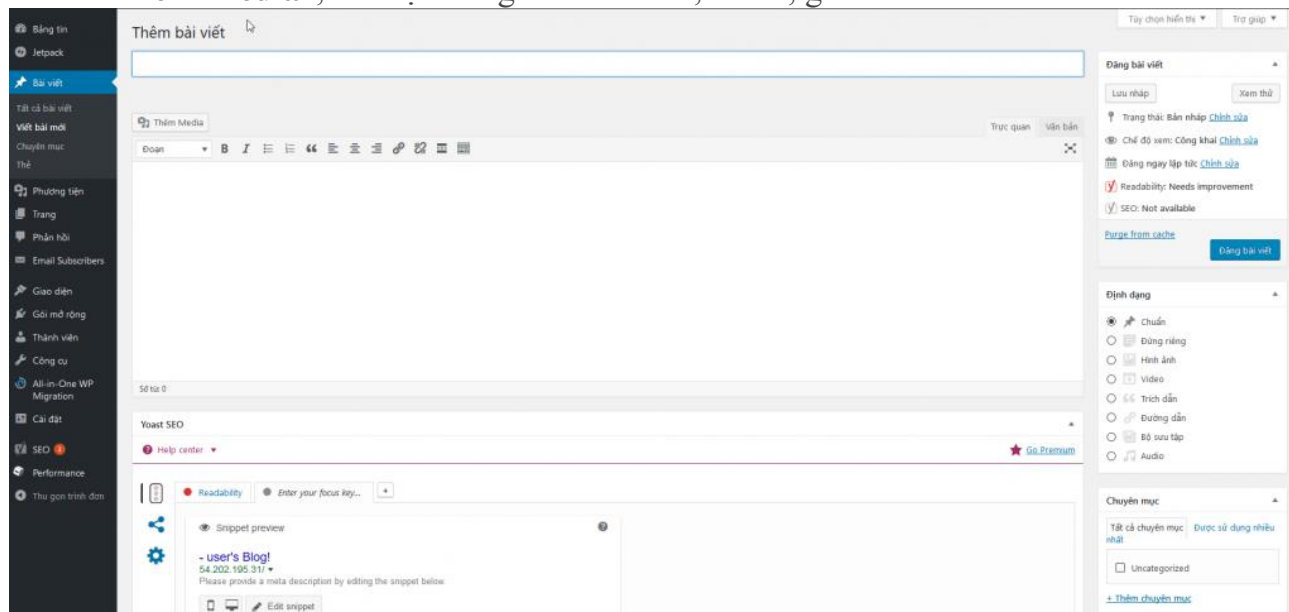 Bảng tin
Jetpack
Bài viết
Tất cả bài viết
Viết bài mới
Chuyên mục
Thẻ
Phương tiện
Trang
Phản hồi
Email Subscribers
Giao diện
Gói mở rộng
Thành viên
Công cụ
All-in-One WP
Migration
Cài đặt
SEO
Performance
Thu gọn trình đơn
Thêm bài viết
Thêm Media
Trực quan Văn bản
Đoạn B I
Số từ: 0
Yoast SEO
Help center
Go Premium
Readability Enter your focus key... +
Snippet preview
- user's Blog!
54.202.195.31/
Please provide a meta description by editing the snippet below.
Edit snippet
Tùy chọn hiển thị Trợ giúp
Đăng bài viết
Lưu nháp Xem thử
Trạng thái: Bản nháp Chỉnh sửa
Chế độ xem: Công khai Chỉnh sửa
Đăng ngay lập tức Chỉnh sửa
Readability: Needs improvement
SEO: Not available
Purge from cache
Đăng bài viết
Định dạng
Chuẩn
Đứng riêng
Hình ảnh
Video
Trích dẫn
Đường dẫn
Bộ sưu tập
Audio
Chuyên mục
Tất cả chuyên mục Được sử dụng nhiều
nhất
Uncategorized
+ Thêm chuyên mục